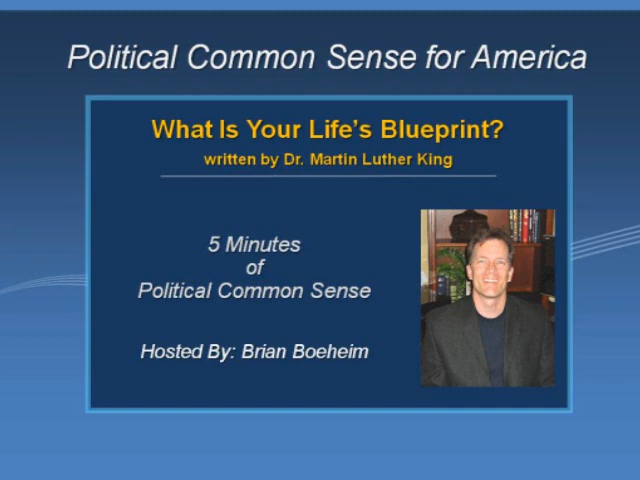 Political Common Sense for America
What Is Your Life's Blueprint?
written by Dr. Martin Luther King
5 Minutes
of
Political Common Sense
Hosted By: Brian Boeheim